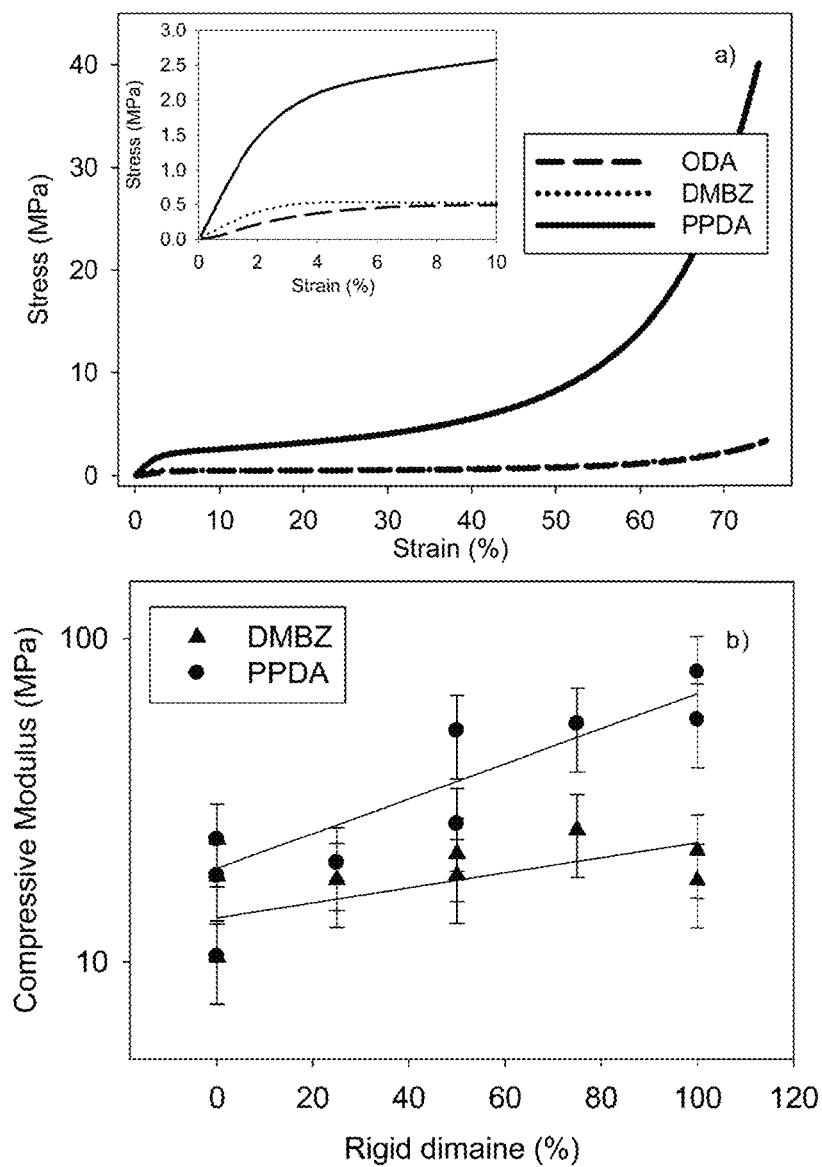 a)
Stress (MPa)
40
30
20
10
0
3.0
2.5
2.0
1.5
1.0
0.5
0.0
Stress (MPa)
0 2 4 6 8 10
Strain (%)
ODA
DMBZ
PPDA
0 10 20 30 40 50 60 70
Strain (%)
b)
DMBZ
PPDA
Compressive Modulus (MPa)
100
10
0 20 40 60 80 100 120
Rigid dimaine (%)